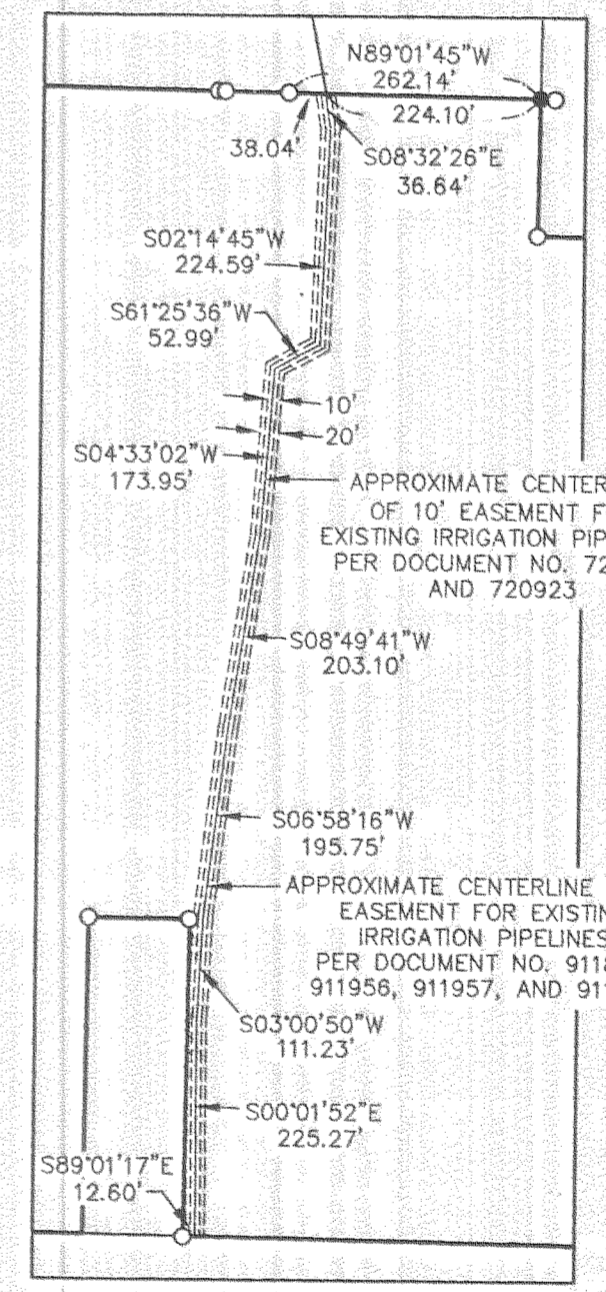 N89°01'45"W
262.14'
224.10'
38.04'
S08°32'26"E
36.64'
S02°14'45"W
224.59'
S61°25'36"W
52.99'
10'
20'
S04°33'02"W
173.95'
APPROXIMATE CENTER
OF 10' EASEMENT F
EXISTING IRRIGATION PIP
PER DOCUMENT NO. 72
AND 720923
S08°49'41"W
203.10'
S06°58'16"W
195.75'
APPROXIMATE CENTERLINE
EASEMENT FOR EXISTIN
IRRIGATION PIPELINES
PER DOCUMENT NO. 911
911956, 911957, AND 91
S03°00'50"W
111.23'
S00°01'52"E
225.27'
S89°01'17"E
12.60'